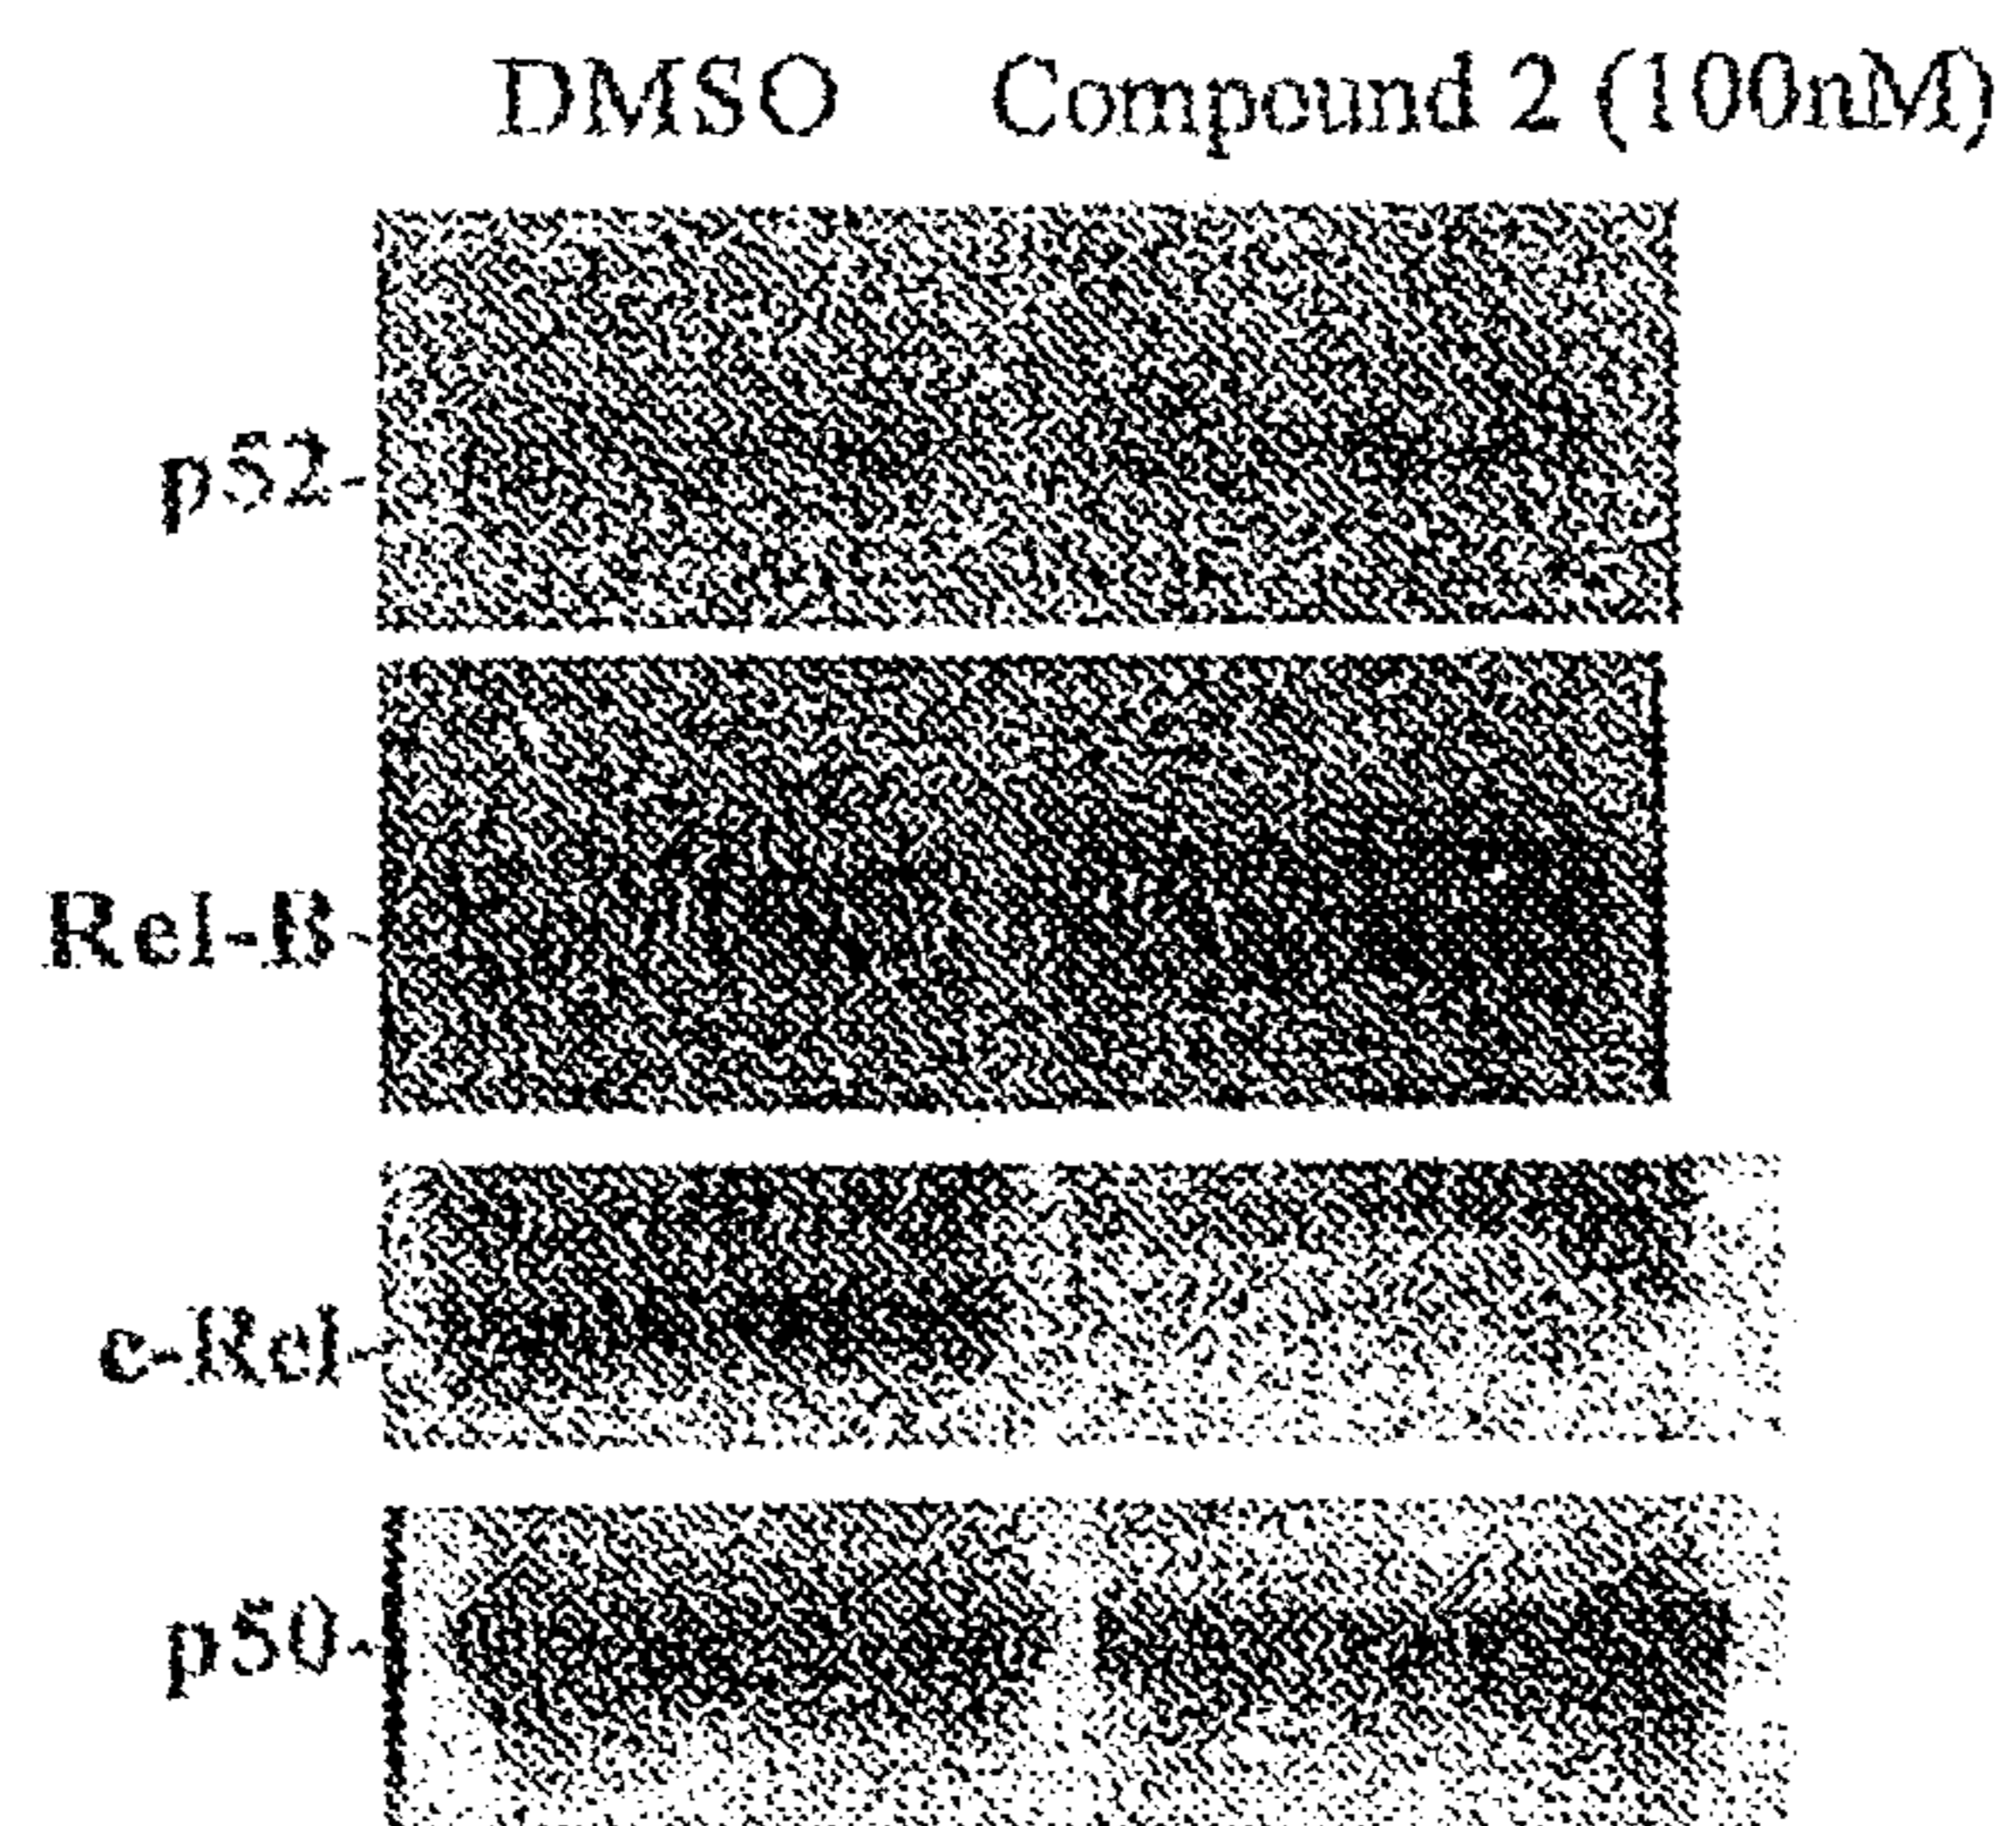 DMSO Compound 2 (100nM)
p52-
Rel-B-
c-Rel-
p50-